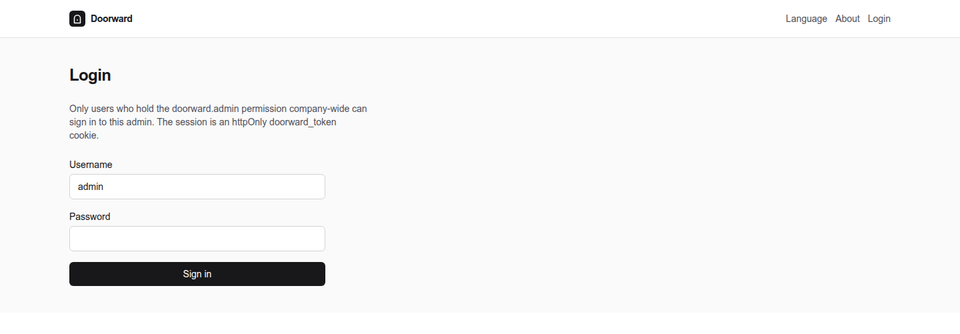 Doorward
Language About Login
Login
Only users who hold the doorward.admin permission company-wide can
sign in to this admin. The session is an httpOnly doorward_token
cookie.
Username
admin
Password
Sign in